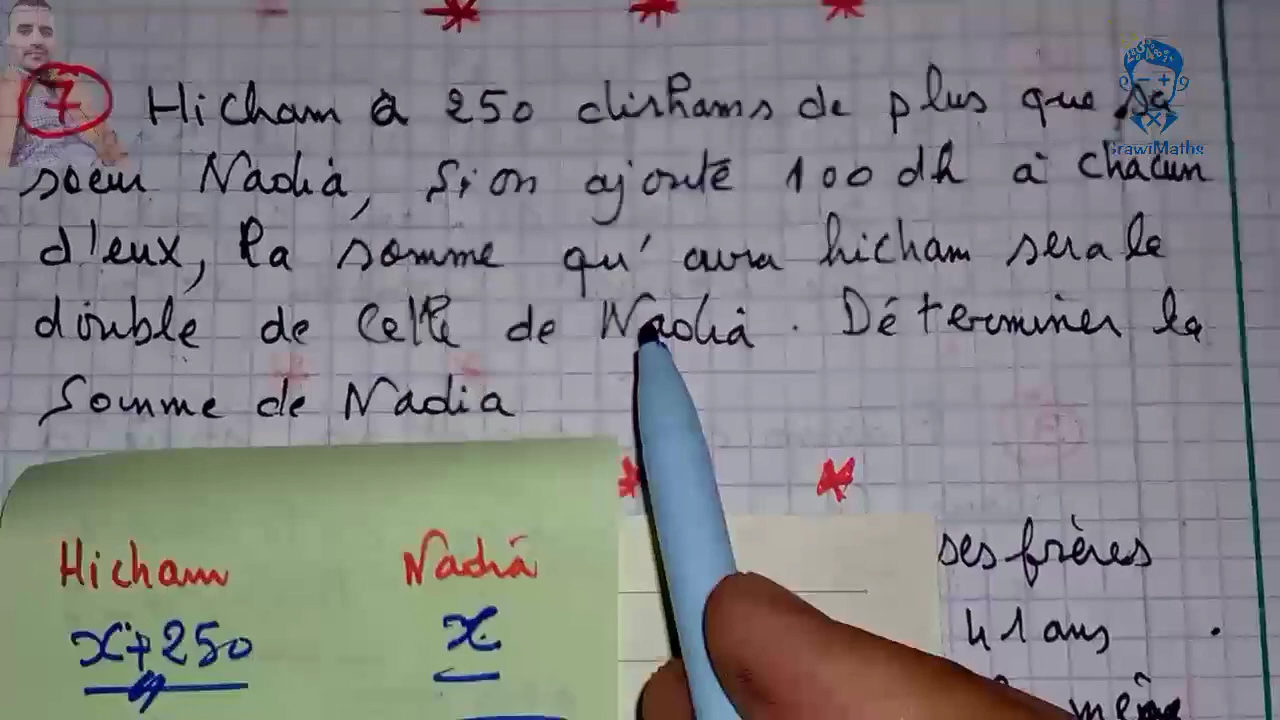 7 Hicham a 250 dirhams de plus que sa
soeur Nadia, Si on ajoute 100 dh à chacun
d'eux, la somme qu'aura hicham sera le
double de celle de Nadia. Déterminer la
Somme de Nadia
Hicham Nadia
x+250 x
ses frères
41 ans.
même
GrawiMaths